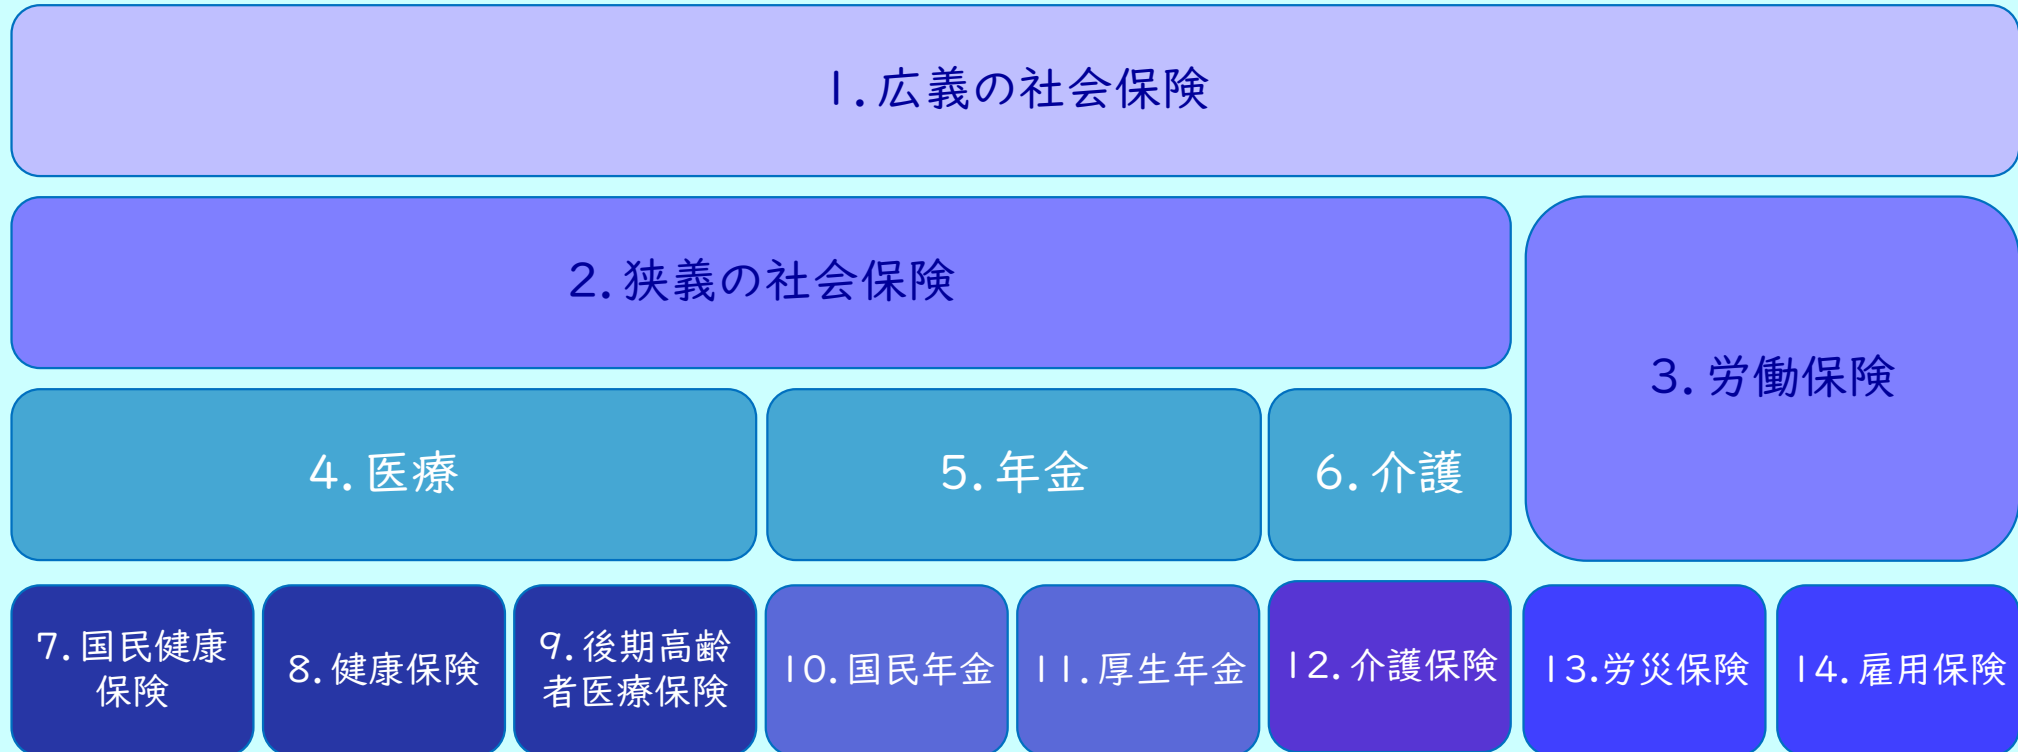 1. 広義の社会保険
2. 狭義の社会保険
3. 労働保険
4. 医療
5. 年金
6. 介護
7. 国民健康
保険
8. 健康保険
9. 後期高齢
者医療保険
10. 国民年金
11. 厚生年金
12. 介護保険
13.労災保険
14. 雇用保険